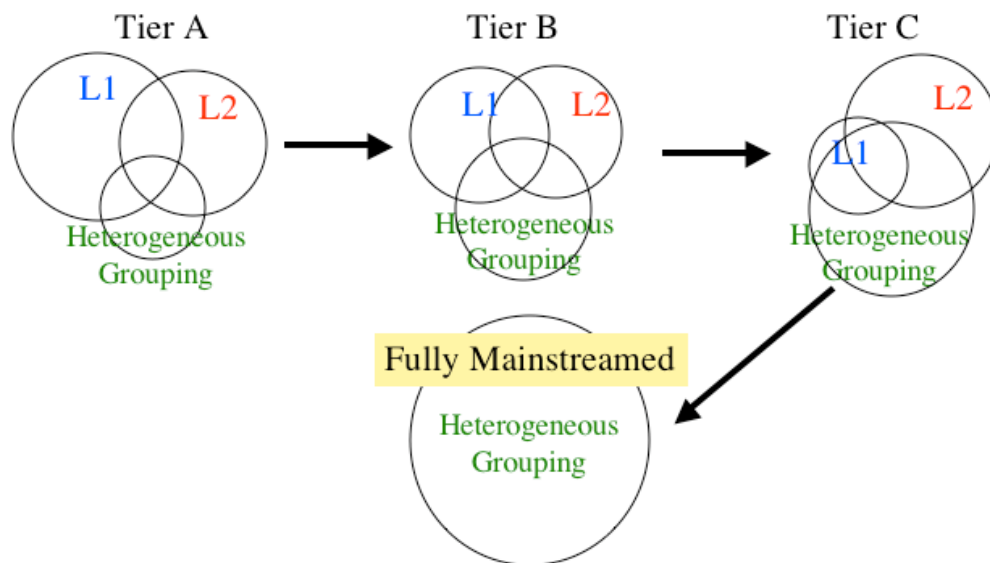 Tier A
Tier B
Tier C
L1
L2
Heterogeneous
Grouping
L1
L2
Heterogeneous
Grouping
L2
L1
Heterogeneous
Grouping
Fully Mainstreamed
Heterogeneous
Grouping